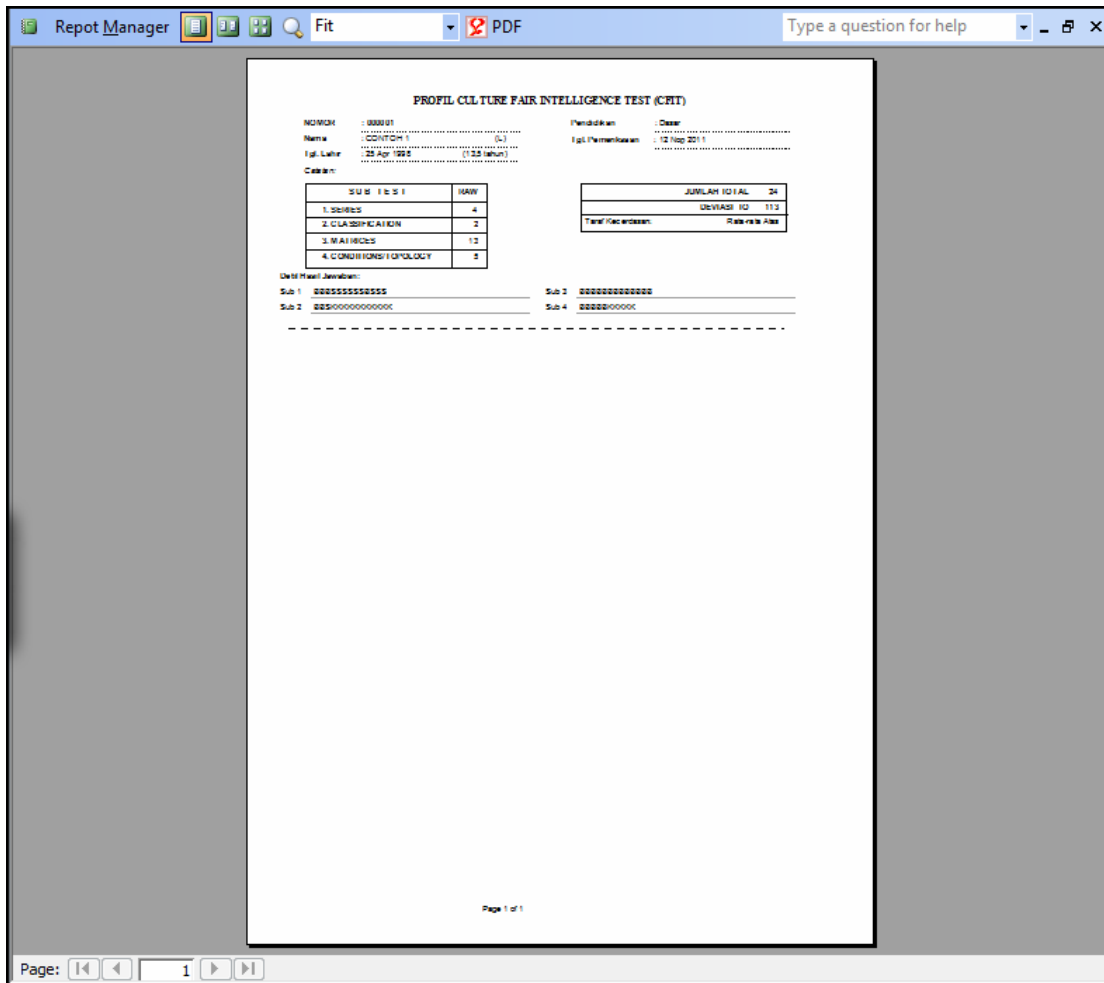 Repot Manager Fit PDF Type a question for help
PROFIL CULTURE FAIR INTELLIGENCE TEST (CFIT)
NOMOR : 000001 Pendidikan : Dasar
Nama : CONTOH 1 (L) Tgl. Pemeriksaan : 12 Nop 2011
Tgl. Lahir (13,5 tahun)
Catatan:
SUB TEST RAW JUMLAH TOTAL 24
1. SERIES 4 DEVIASI IQ 113
2. CLASSIFICATION 2 Taraf Kecerdasan: Rata-rata Atas
3. MATRICES 13
4. CONDITIONS/TOPOLOGY 5
Detil Hasil Jawaban:
Sub 1 Sub 3
Sub 2 Sub 4
Page 1 of 1
Page: 1